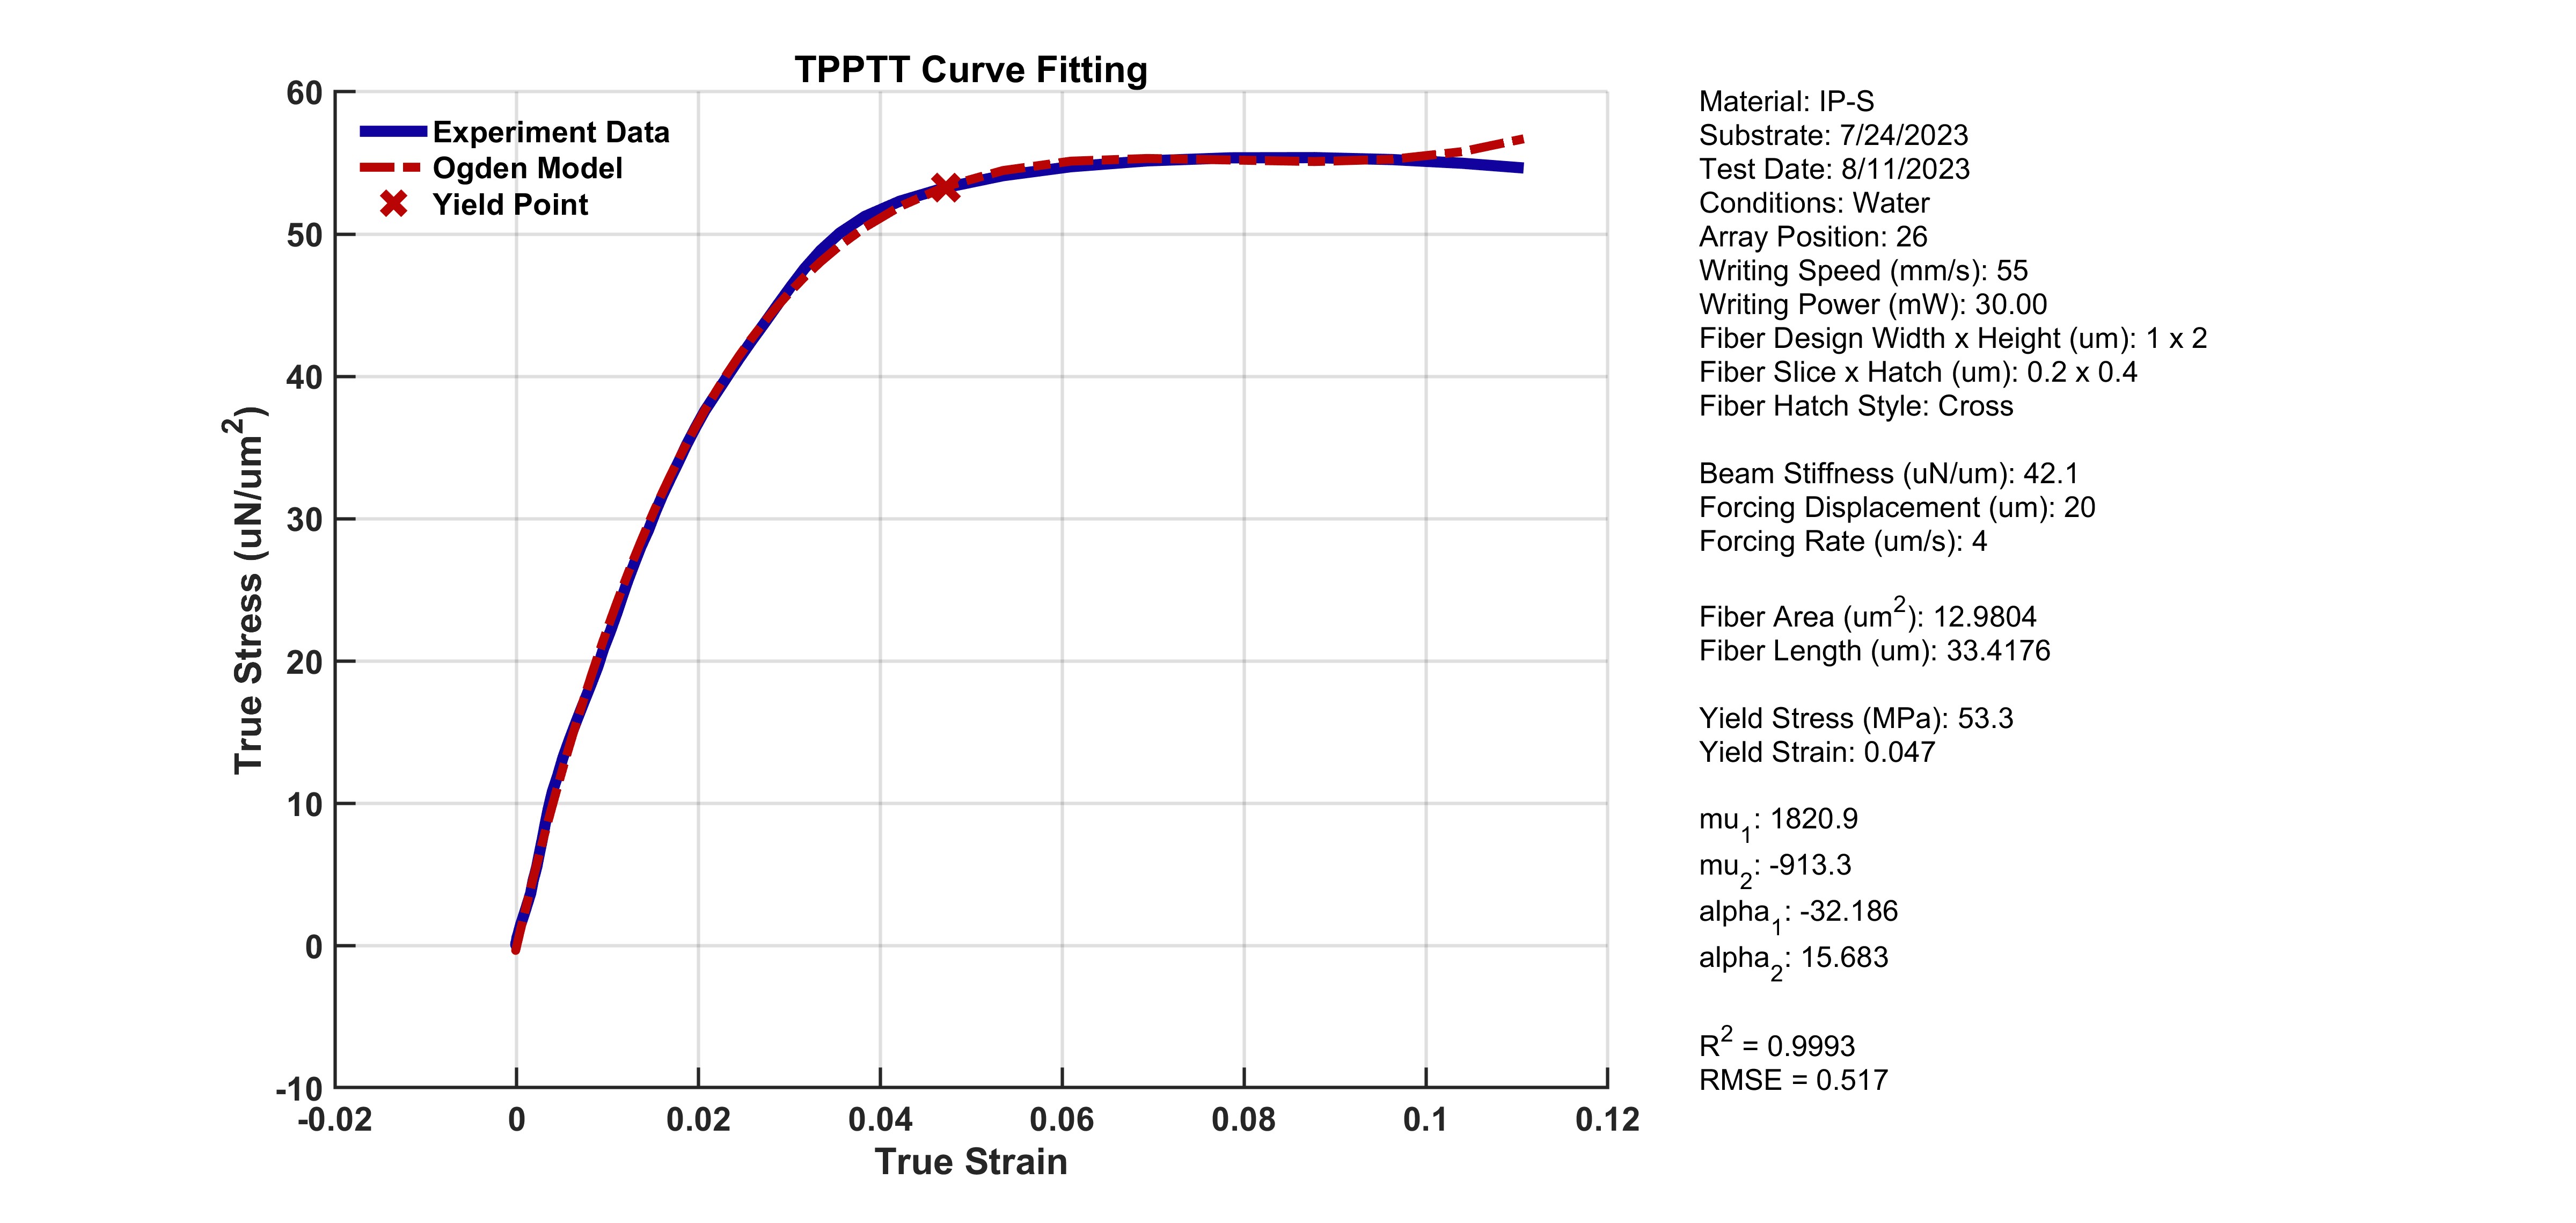 TPPTT Curve Fitting
60
50
40
30
20
10
0
-10
True Stress (uN/um2)
Experiment Data
Ogden Model
Yield Point
-0.02 0 0.02 0.04 0.06 0.08 0.1 0.12
True Strain
Material: IP-S
Substrate: 7/24/2023
Test Date: 8/11/2023
Conditions: Water
Array Position: 26
Writing Speed (mm/s): 55
Writing Power (mW): 30.00
Fiber Design Width x Height (um): 1 x 2
Fiber Slice x Hatch (um): 0.2 x 0.4
Fiber Hatch Style: Cross
Beam Stiffness (uN/um): 42.1
Forcing Displacement (um): 20
Forcing Rate (um/s): 4
Fiber Area (um2): 12.9804
Fiber Length (um): 33.4176
Yield Stress (MPa): 53.3
Yield Strain: 0.047
mu1: 1820.9
mu2: -913.3
alpha1: -32.186
alpha2: 15.683
R2 = 0.9993
RMSE = 0.517